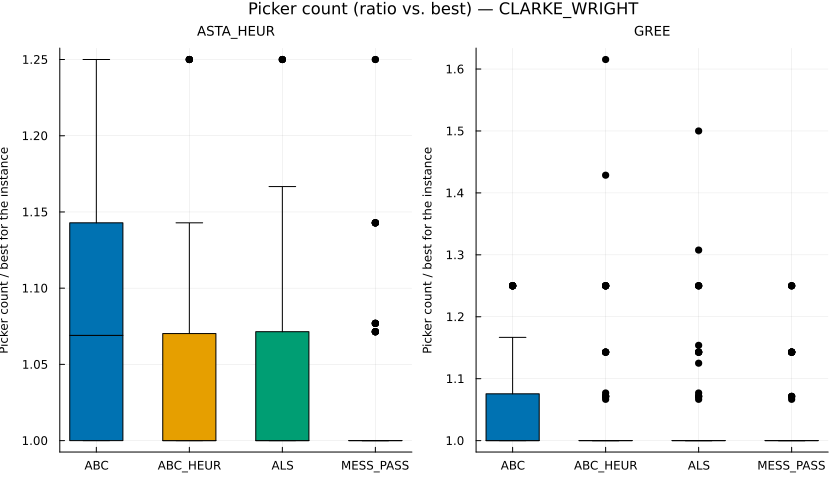 Picker count (ratio vs. best) — CLARKE_WRIGHT
ASTA_HEUR
Picker count / best for the instance
1.25
1.20
1.15
1.10
1.05
1.00
ABC
ABC_HEUR
ALS
MESS_PASS
GREE
Picker count / best for the instance
1.6
1.5
1.4
1.3
1.2
1.1
1.0
ABC
ABC_HEUR
ALS
MESS_PASS